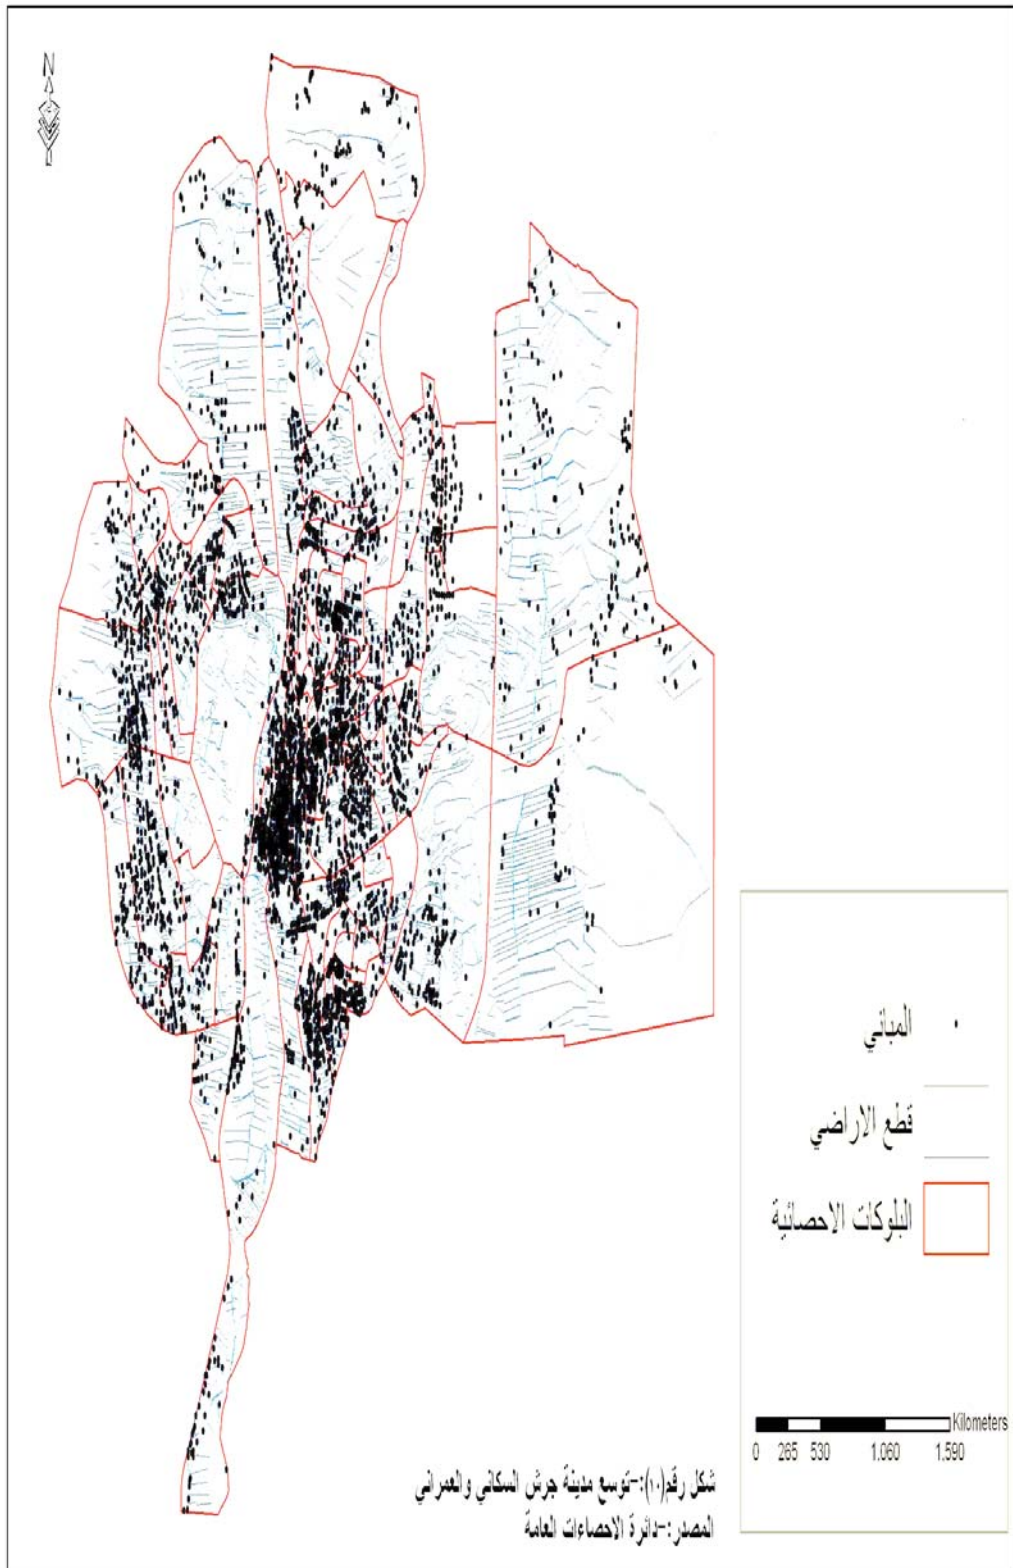 N
المباني
قطع الاراضي
البلوكات الاحصائية
Kilometers
0 265 530 1.060 1.590
شكل رقم(١٠):-توسع مدينة جرش السكاني والعمراني
المصدر:-دائرة الاحصاءات العامة